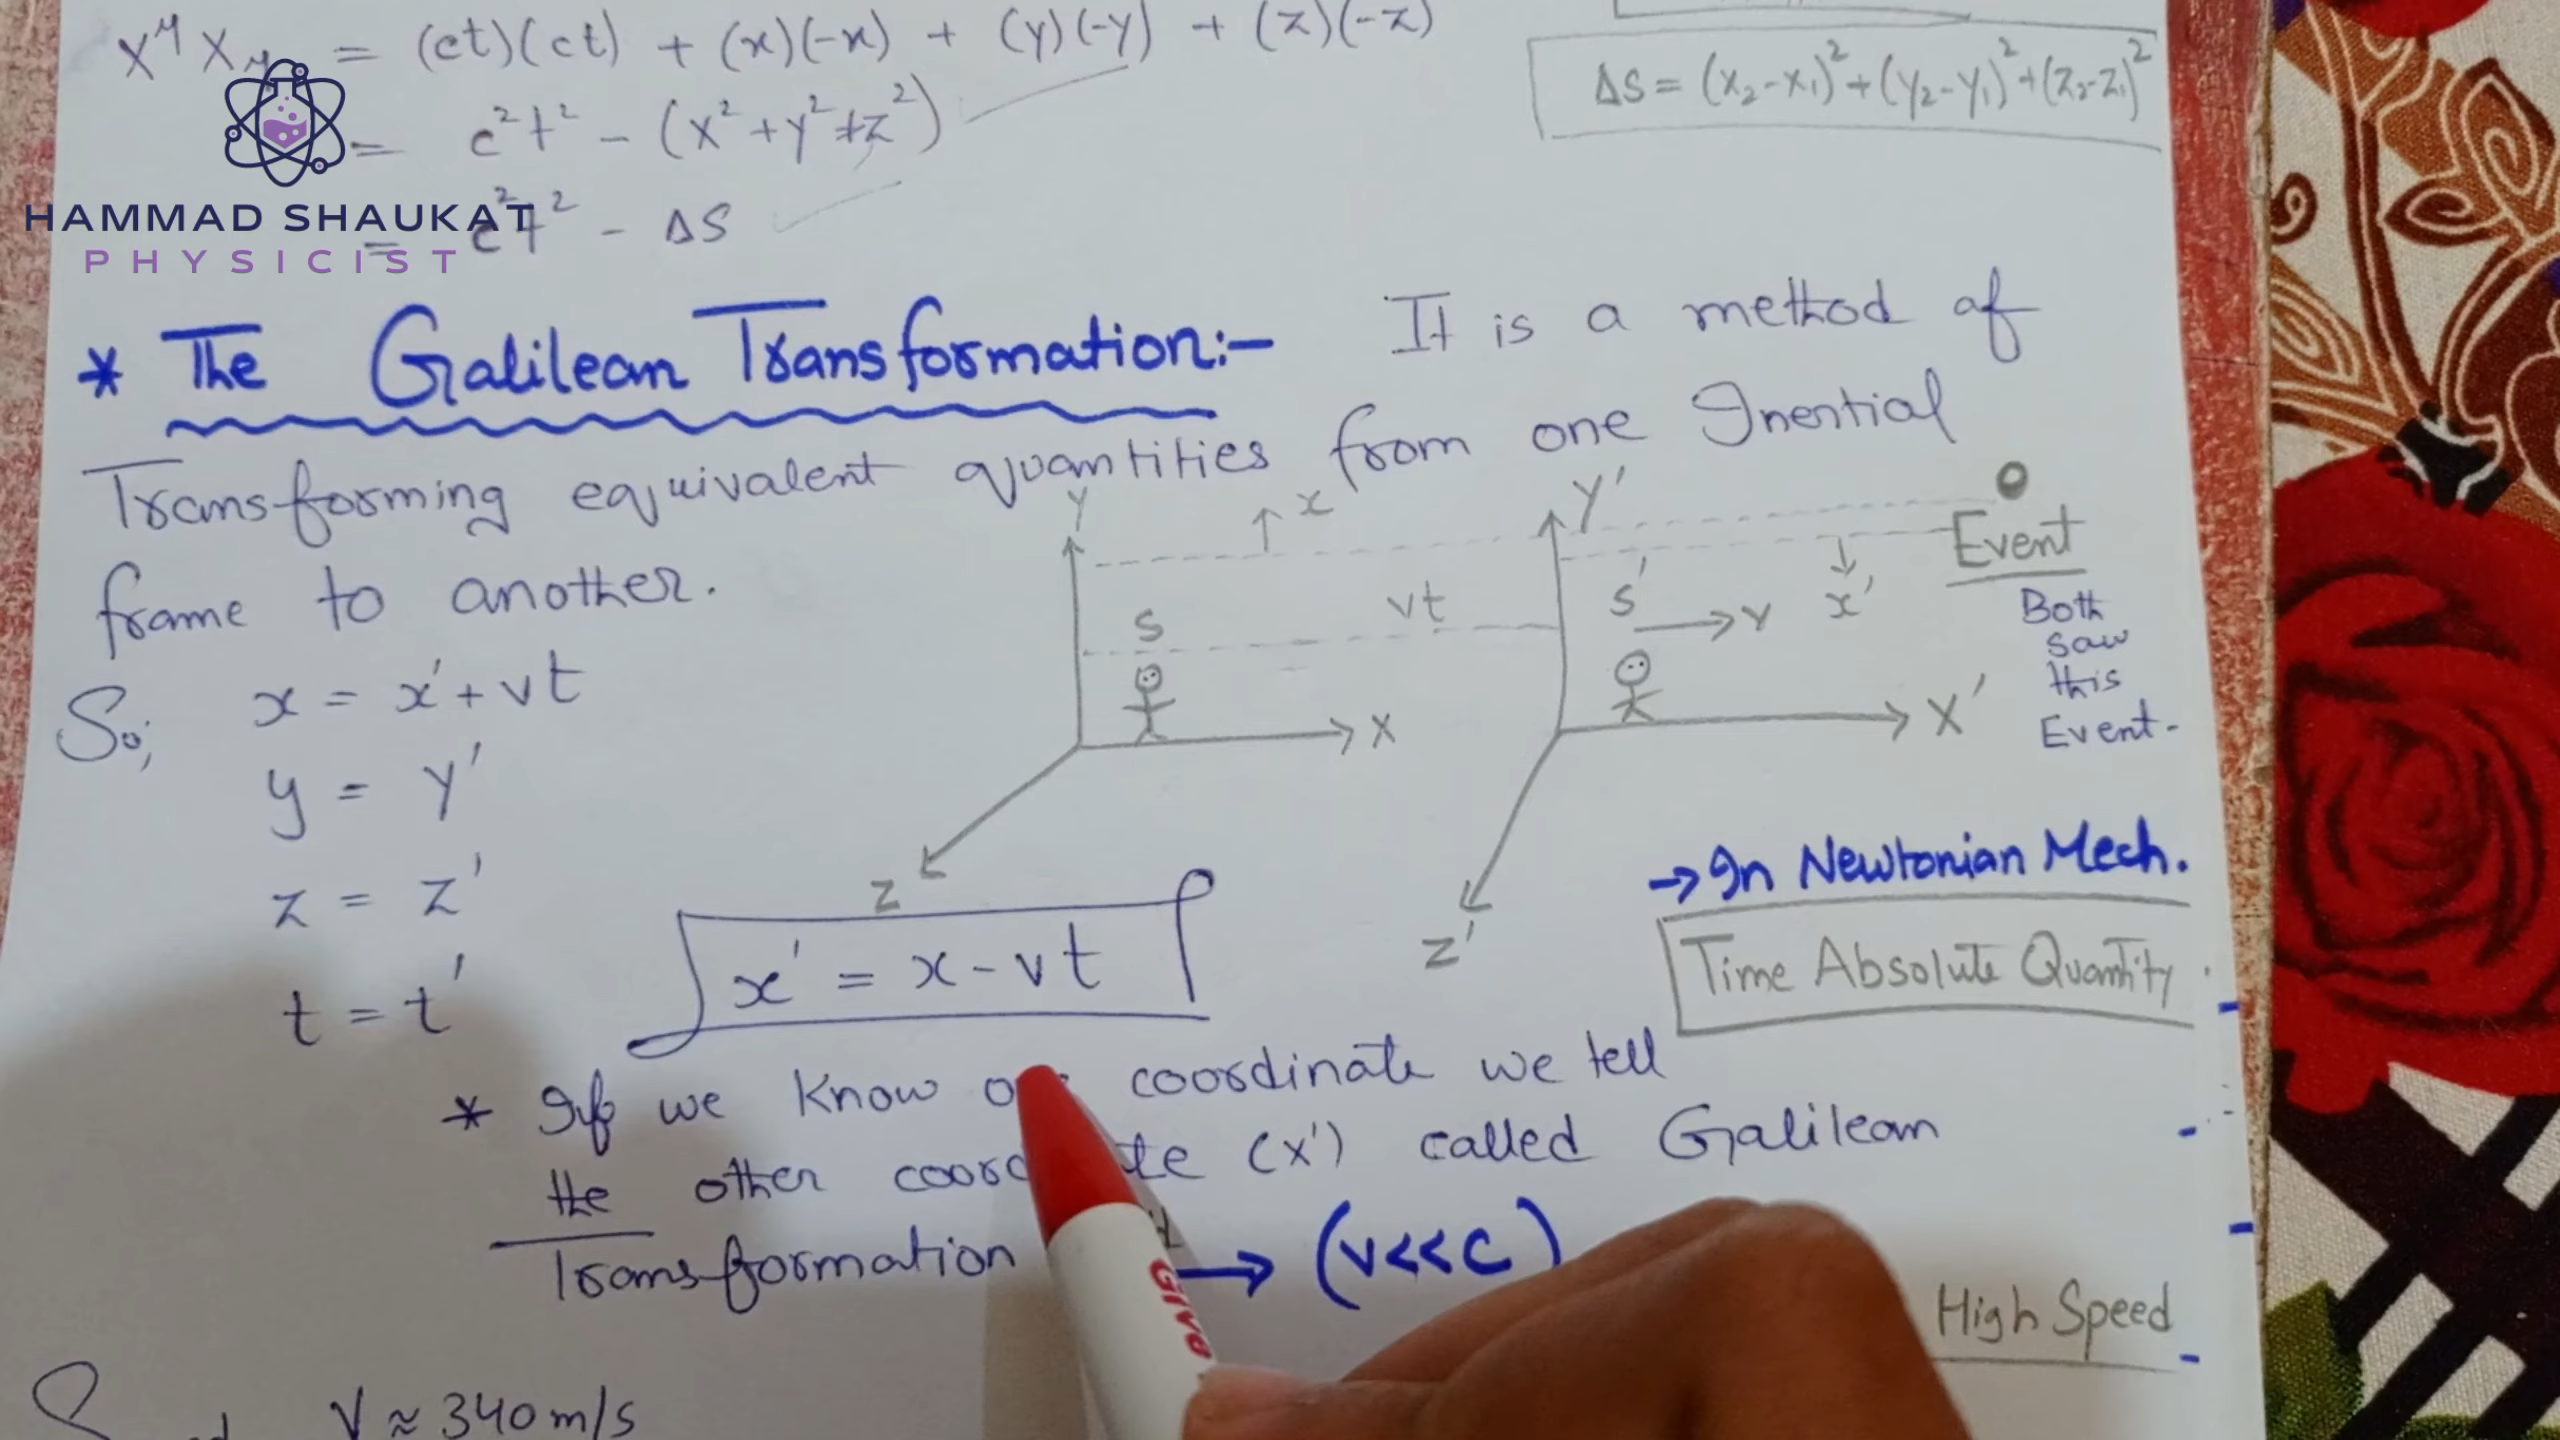 X^μ X_μ = (ct)(ct) + (x)(-x) + (y)(-y) + (z)(-z)
= c²t² - (x² + y² + z²)
= c²t² - ΔS
ΔS = (x₂-x₁)² + (y₂-y₁)² + (z₂-z₁)²
HAMMAD SHAUKAT
PHYSICIST
* The Galilean Transformation:- It is a method of
Transforming equivalent quantities from one Inertial
frame to another.
So; x = x' + vt
y = y'
z = z'
t = t'
Y x Y'
S vt S' → v x'
X X'
Z Z'
Event
Both
saw
this
Event.
x' = x - vt
→ In Newtonian Mech.
Time Absolute Quantity
* If we know coordinate we tell
the other (x') called Galilean
Transformation → (v<<c)
High Speed
V ≈ 340 m/s
GIVA